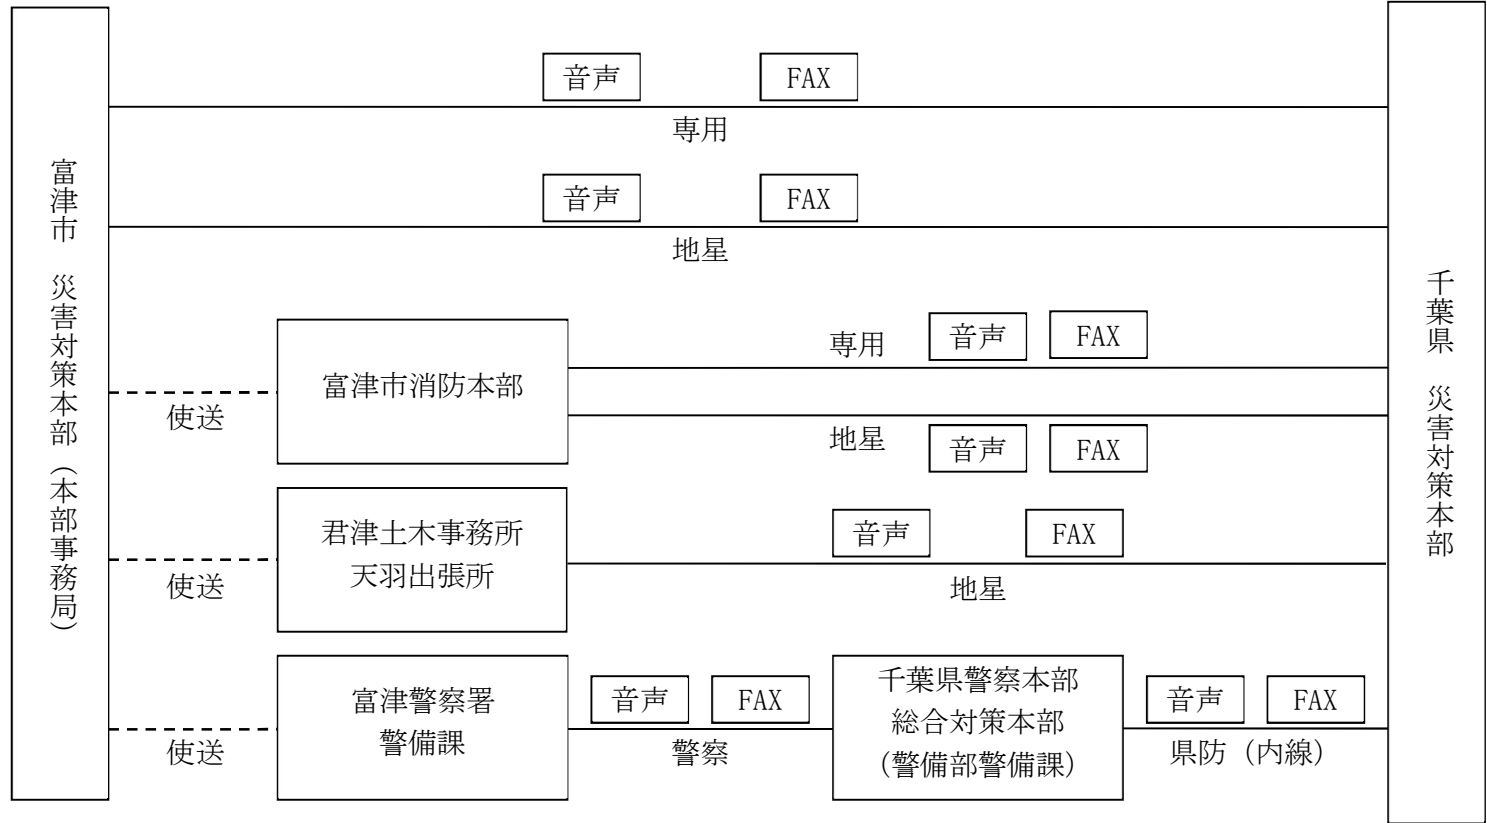 富津市　災害対策本部（本部事務局）
音声
FAX
専用
音声
FAX
地星
使送
富津市消防本部
専用
音声
FAX
地星
音声
FAX
使送
君津土木事務所
天羽出張所
音声
FAX
地星
使送
富津警察署
警備課
音声
FAX
警察
千葉県警察本部
総合対策本部
（警備部警備課）
音声
FAX
県防（内線）
千葉県　災害対策本部